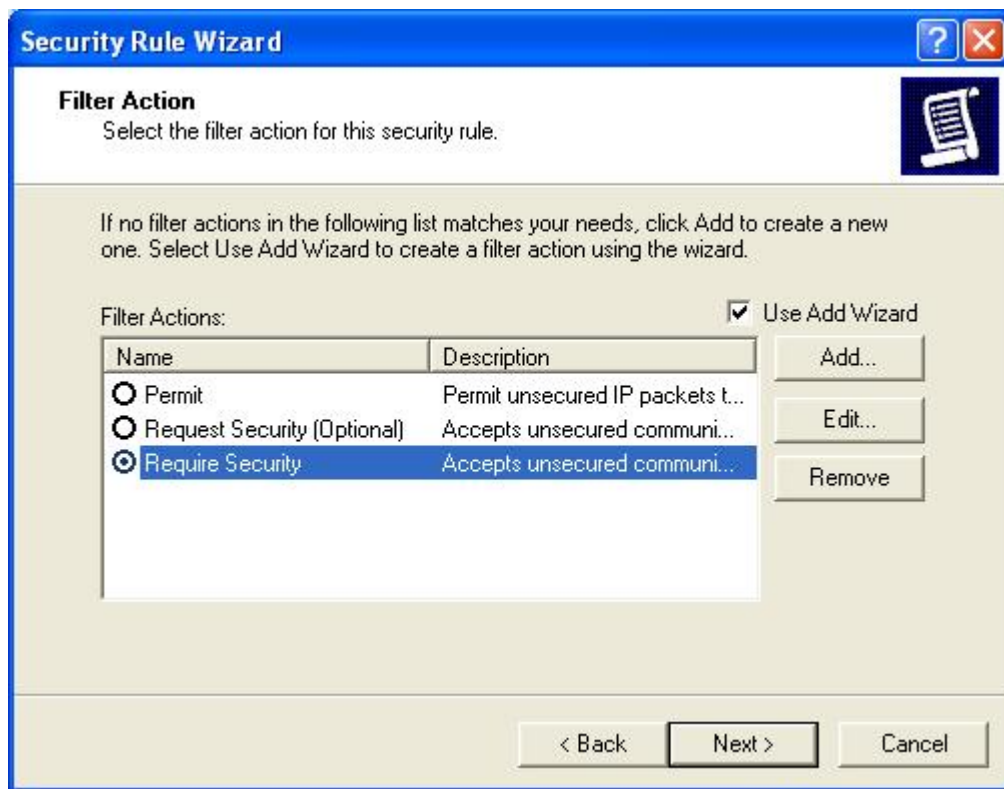 Security Rule Wizard
Filter Action
Select the filter action for this security rule.
If no filter actions in the following list matches your needs, click Add to create a new
one. Select Use Add Wizard to create a filter action using the wizard.
Filter Actions:
Use Add Wizard
Name Description
Add...
Permit Permit unsecured IP packets t...
Request Security (Optional) Accepts unsecured communi...
Edit...
Require Security Accepts unsecured communi...
Remove
< Back Next > Cancel